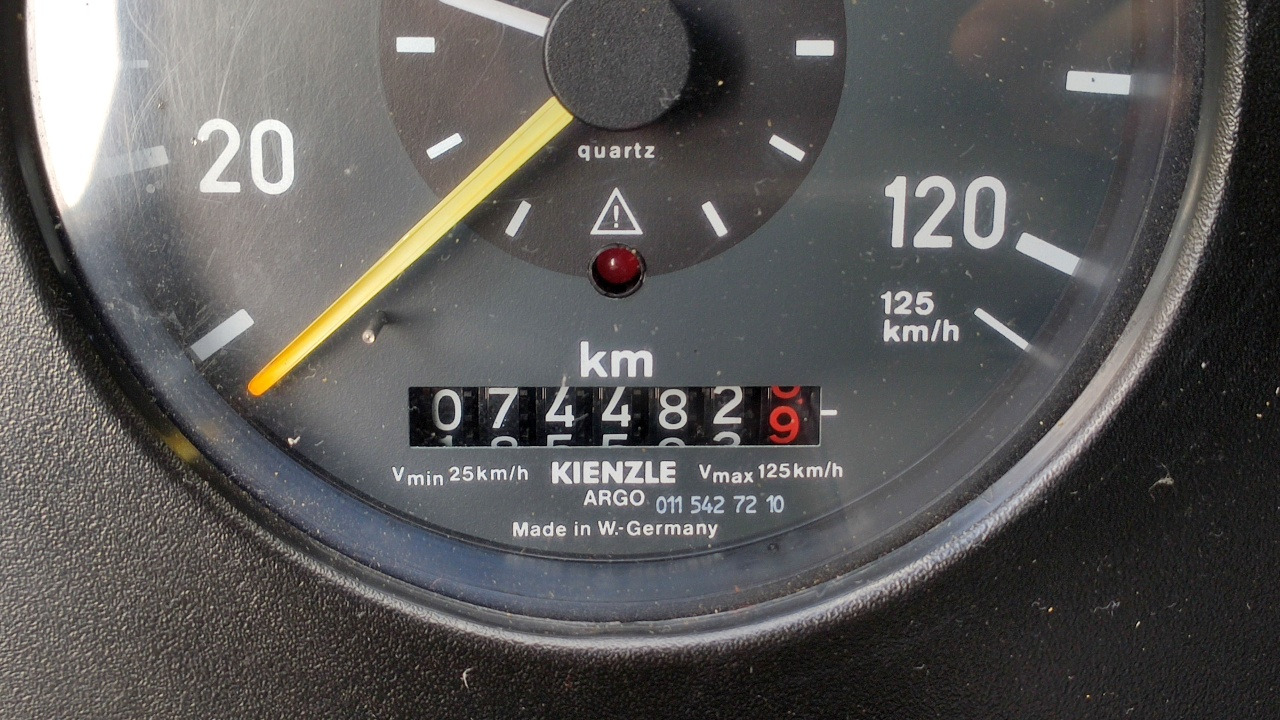 20
quartz
120
125
km/h
km
0744829
Vmin 25km/h KIENZLE Vmax 125km/h
ARGO 011 542 72 10
Made in W.-Germany